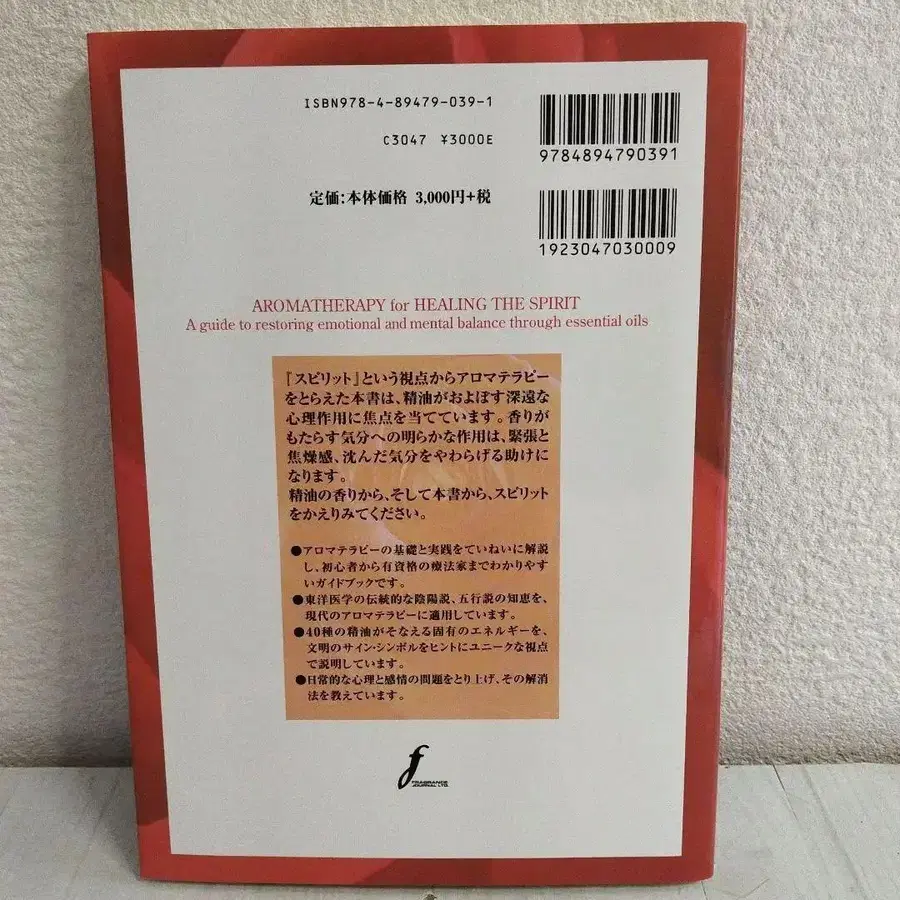 ISBN978-4-89479-039-1
C3047 ¥3000E
定価:本体価格 3,000円+税
9784894790391
1923047030009
AROMATHERAPY for HEALING THE SPIRIT
A guide to restoring emotional and mental balance through essential oils
『スピリット』という視点からアロマテラピー
をとらえた本書は、精油がおよぼす深遠な
心理作用に焦点を当てています。香りが
もたらす気分への明らかな作用は、緊張と
焦燥感、沈んだ気分をやわらげる助けに
なります。
精油の香りから、そして本書から、スピリット
をかえりみてください。
●アロマテラピーの基礎と実践をていねいに解説
し、初心者から有資格の療法家までわかりやす
いガイドブックです。
●東洋医学の伝統的な陰陽説、五行説の知恵を、
現代のアロマテラピーに適用しています。
●40種の精油がそなえる固有のエネルギーを、
文明のサイン・シンボルをヒントにユニークな視点
で説明しています。
●日常的な心理と感情の問題をとり上げ、その解消
法を教えています。
f
FRAGRANCE
JOURNAL LTD.